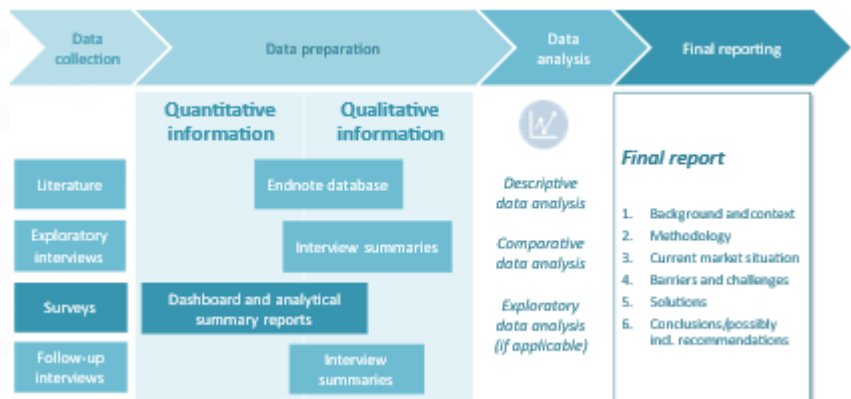 Data
collection
Data preparation
Data
analysis
Final reporting
Quantitative
information
Qualitative
information
Literature
Endnote database
Exploratory
interviews
Interview summaries
Surveys
Dashboard and analytical
summary reports
Follow-up
interviews
Interview
summaries
Descriptive
data analysis
Comparative
data analysis
Exploratory
data analysis
(if applicable)
Final report
1. Background and context
2. Methodology
3. Current market situation
4. Barriers and challenges
5. Solutions
6. Conclusions/possibly
incl. recommendations